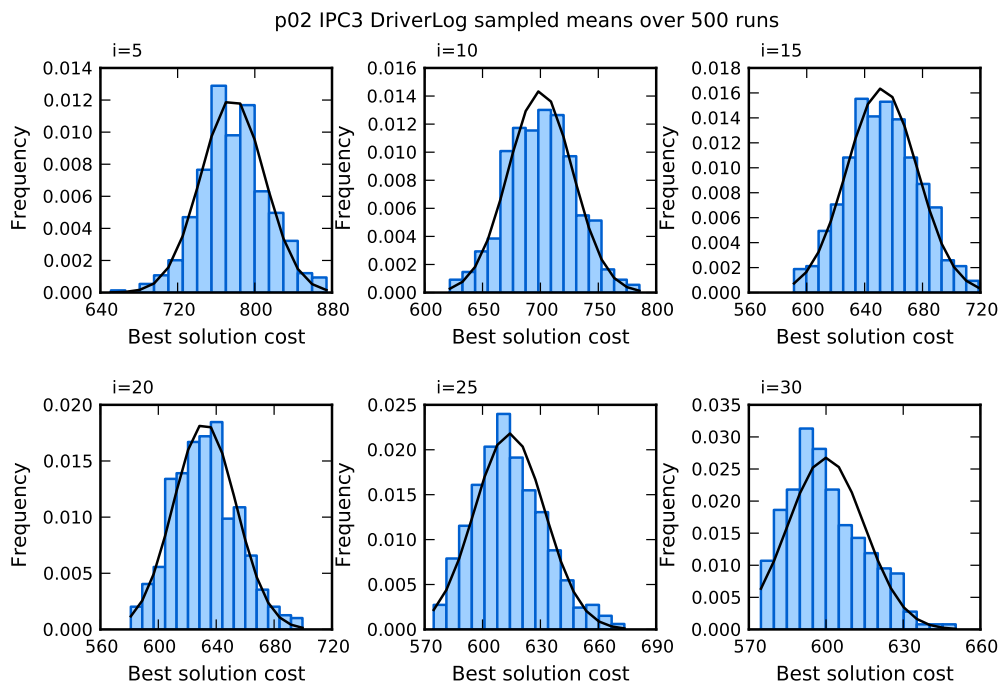 p02 IPC3 DriverLog sampled means over 500 runs
i=5
0.014
0.012
0.010
0.008
0.006
0.004
0.002
0.000
640 720 800 880
Frequency
Best solution cost
i=10
0.016
0.014
0.012
0.010
0.008
0.006
0.004
0.002
0.000
600 650 700 750 800
Frequency
Best solution cost
i=15
0.018
0.016
0.014
0.012
0.010
0.008
0.006
0.004
0.002
0.000
560 600 640 680 720
Frequency
Best solution cost
i=20
0.020
0.015
0.010
0.005
0.000
560 600 640 680 720
Frequency
Best solution cost
i=25
0.025
0.020
0.015
0.010
0.005
0.000
570 600 630 660 690
Frequency
Best solution cost
i=30
0.035
0.030
0.025
0.020
0.015
0.010
0.005
0.000
570 600 630 660
Frequency
Best solution cost